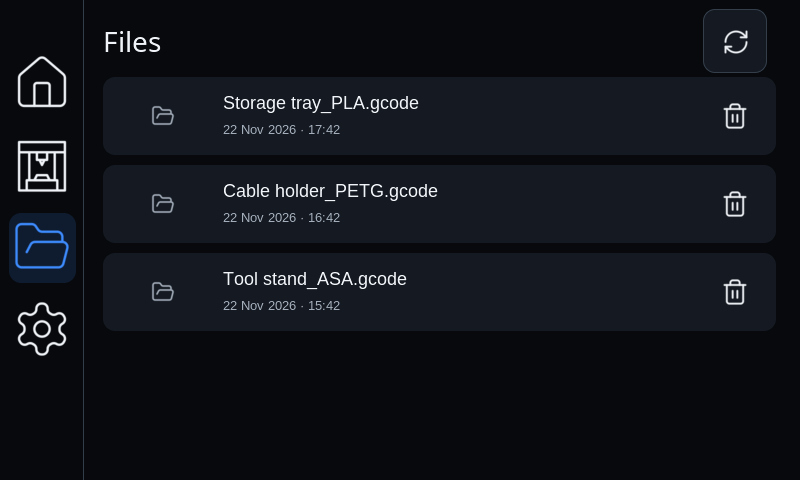 Files
Storage tray_PLA.gcode
22 Nov 2026 · 17:42
Cable holder_PETG.gcode
22 Nov 2026 · 16:42
Tool stand_ASA.gcode
22 Nov 2026 · 15:42